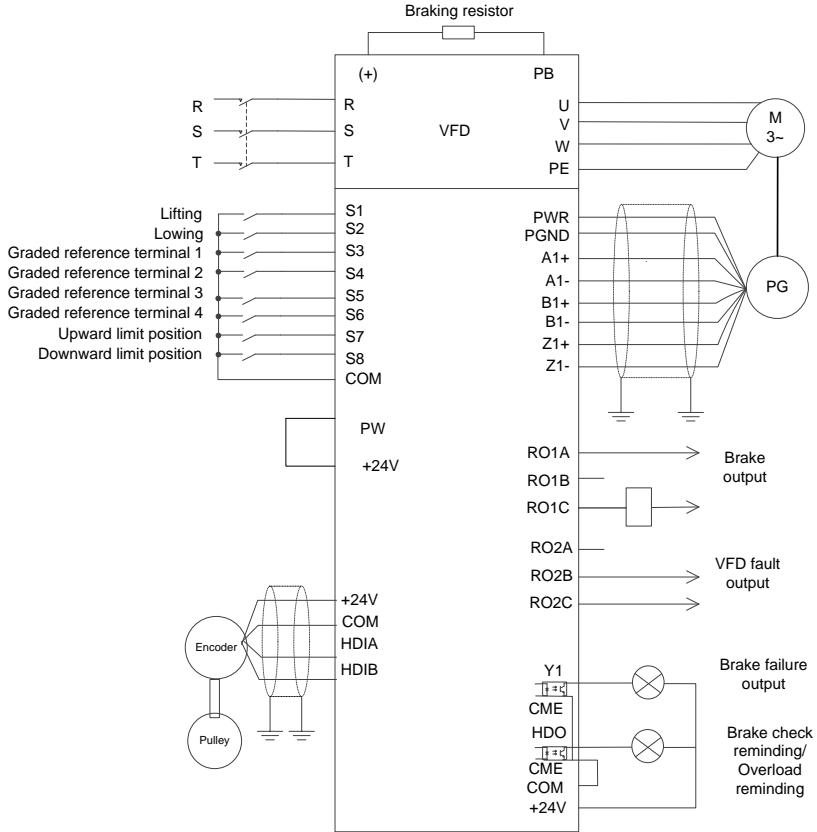 Braking resistor
(+)
PB
R
S
T
R
S
T
VFD
U
V
W
PE
M
3~
Lifting
Lowing
Graded reference terminal 1
Graded reference terminal 2
Graded reference terminal 3
Graded reference terminal 4
Upward limit position
Downward limit position
S1
S2
S3
S4
S5
S6
S7
S8
COM
PWR
PGND
A1+
A1-
B1+
B1-
Z1+
Z1-
PG
PW
+24V
RO1A
RO1B
RO1C
Brake
output
RO2A
RO2B
RO2C
VFD fault
output
+24V
COM
HDIA
HDIB
Encoder
Pulley
Y1
CME
HDO
CME
COM
+24V
Brake failure
output
Brake check
reminding/
Overload
reminding